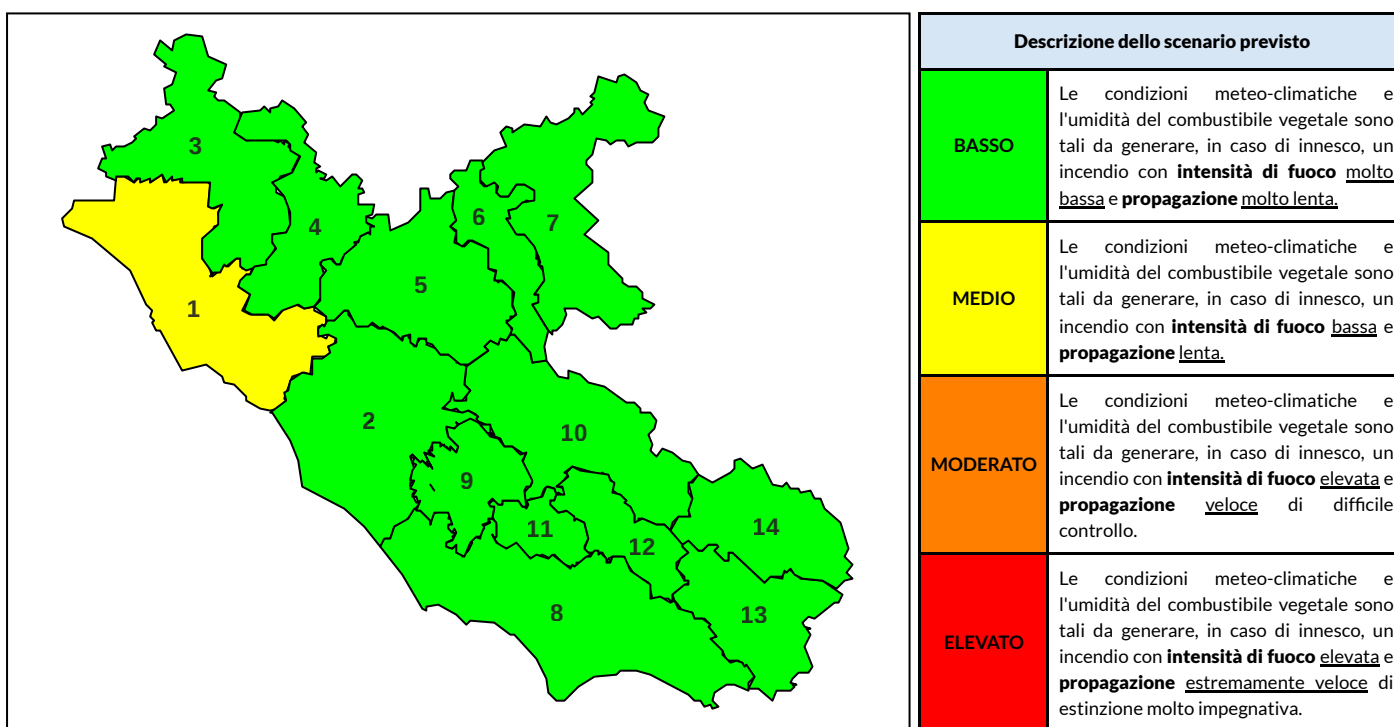 3
4
6
7
5
1
2
10
9
11
12
14
8
13
Descrizione dello scenario previsto
BASSO
Le condizioni meteo-climatiche e
l'umidità del combustibile vegetale sono
tali da generare, in caso di innesco, un
incendio con intensità di fuoco molto
bassa e propagazione molto lenta.
MEDIO
Le condizioni meteo-climatiche e
l'umidità del combustibile vegetale sono
tali da generare, in caso di innesco, un
incendio con intensità di fuoco bassa e
propagazione lenta.
MODERATO
Le condizioni meteo-climatiche e
l'umidità del combustibile vegetale sono
tali da generare, in caso di innesco, un
incendio con intensità di fuoco elevata e
propagazione veloce di difficile
controllo.
ELEVATO
Le condizioni meteo-climatiche e
l'umidità del combustibile vegetale sono
tali da generare, in caso di innesco, un
incendio con intensità di fuoco elevata e
propagazione estremamente veloce di
estinzione molto impegnativa.